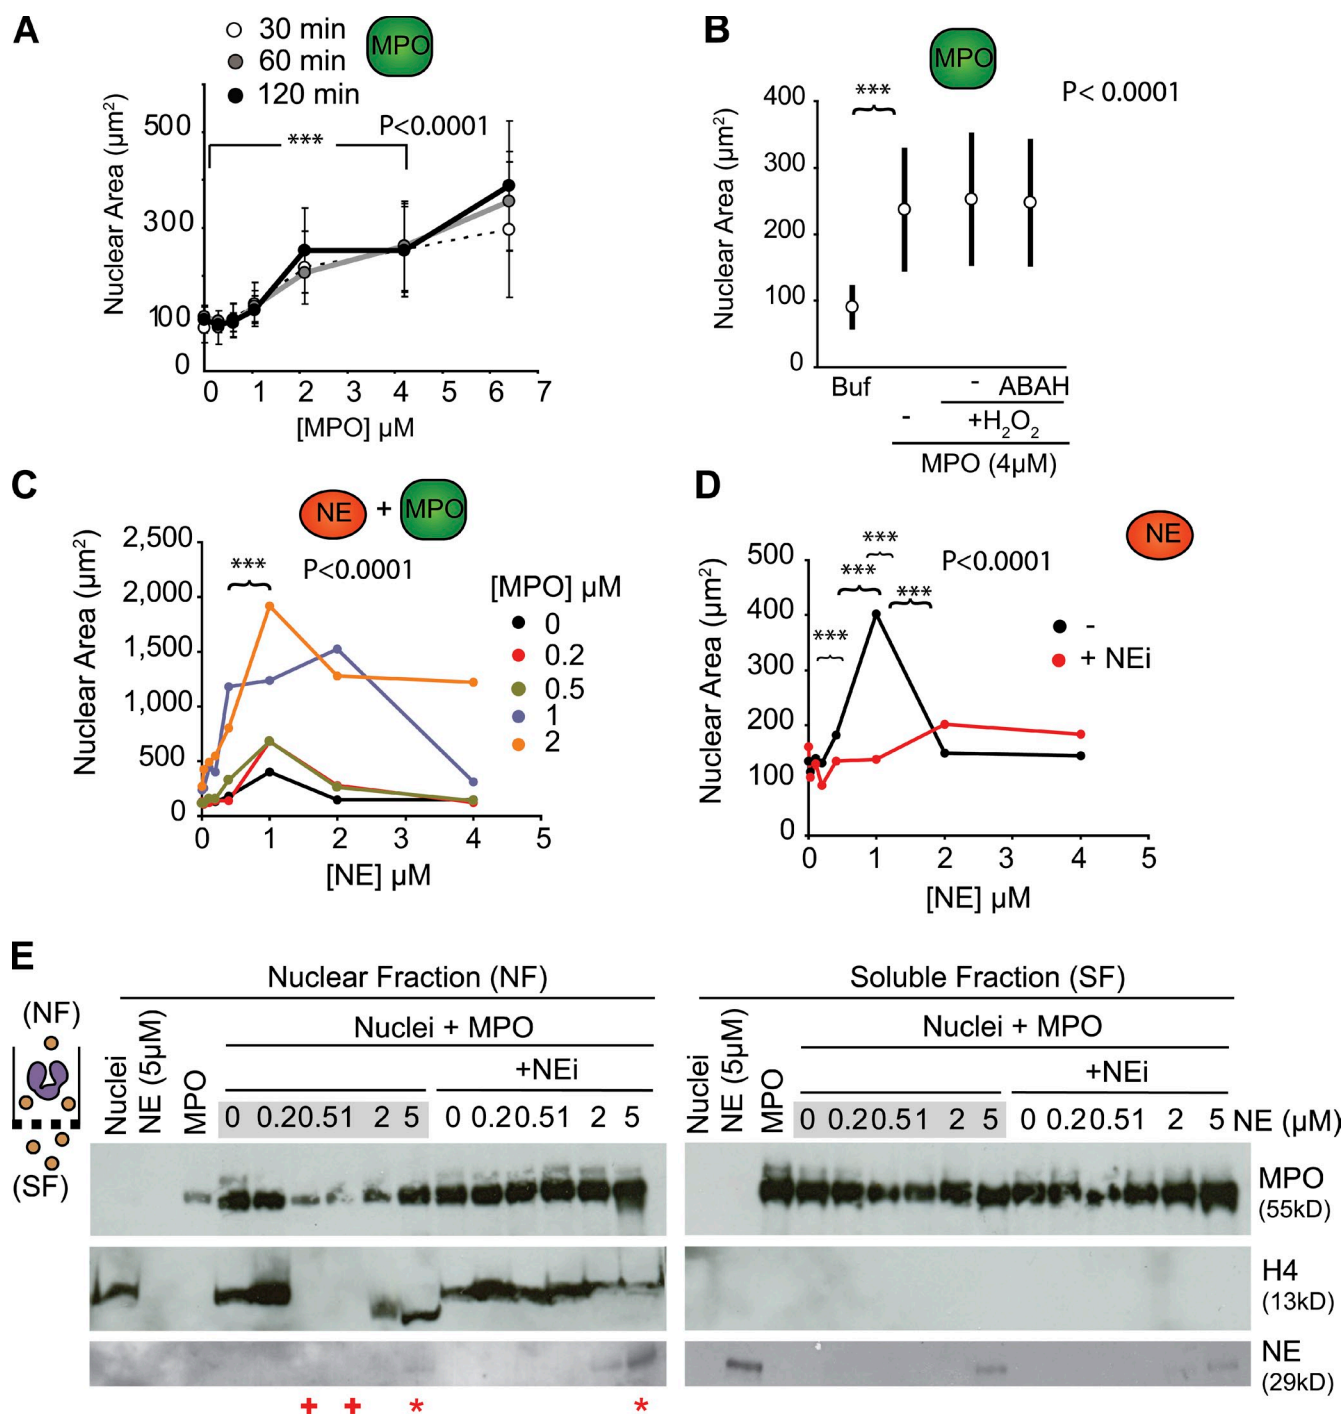 A
30 min
60 min
120 min
MPO
P<0.0001
***
Nuclear Area (µm²)
500
300
100
0
0 1 2 3 4 5 6 7
[MPO] µM
B
MPO
***
P< 0.0001
Nuclear Area (µm²)
400
300
200
100
0
Buf
- ABAH
- +H₂O₂
MPO (4µM)
C
NE + MPO
***
P<0.0001
Nuclear Area (µm²)
2,500
2,000
1,500
1,000
500
0
0 1 2 3 4 5
[NE] µM
[MPO] µM
0
0.2
0.5
1
2
D
NE
***
P<0.0001
*** ***
***
-
+ NEi
Nuclear Area (µm²)
500
400
300
200
100
0
0 1 2 3 4 5
[NE] µM
E
(NF)
(SF)
Nuclear Fraction (NF)
Nuclei + MPO
+NEi
Nuclei
NE (5µM)
MPO
0 0.2 0.5 1 2 5 0 0.2 0.5 1 2 5
Soluble Fraction (SF)
Nuclei + MPO
+NEi
Nuclei
NE (5µM)
MPO
0 0.2 0.5 1 2 5 0 0.2 0.5 1 2 5 NE (µM)
MPO
(55kD)
H4
(13kD)
NE
(29kD)
+ + * *